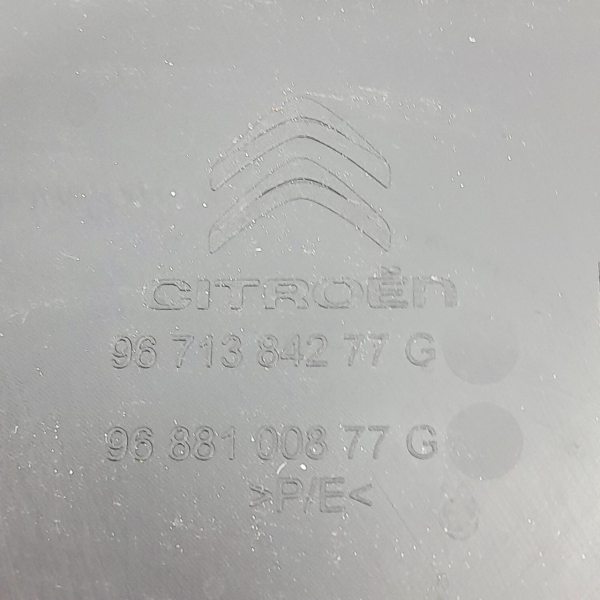 CITROËn
96 713 842 77 G
96 881 008 77 G
>P/E<